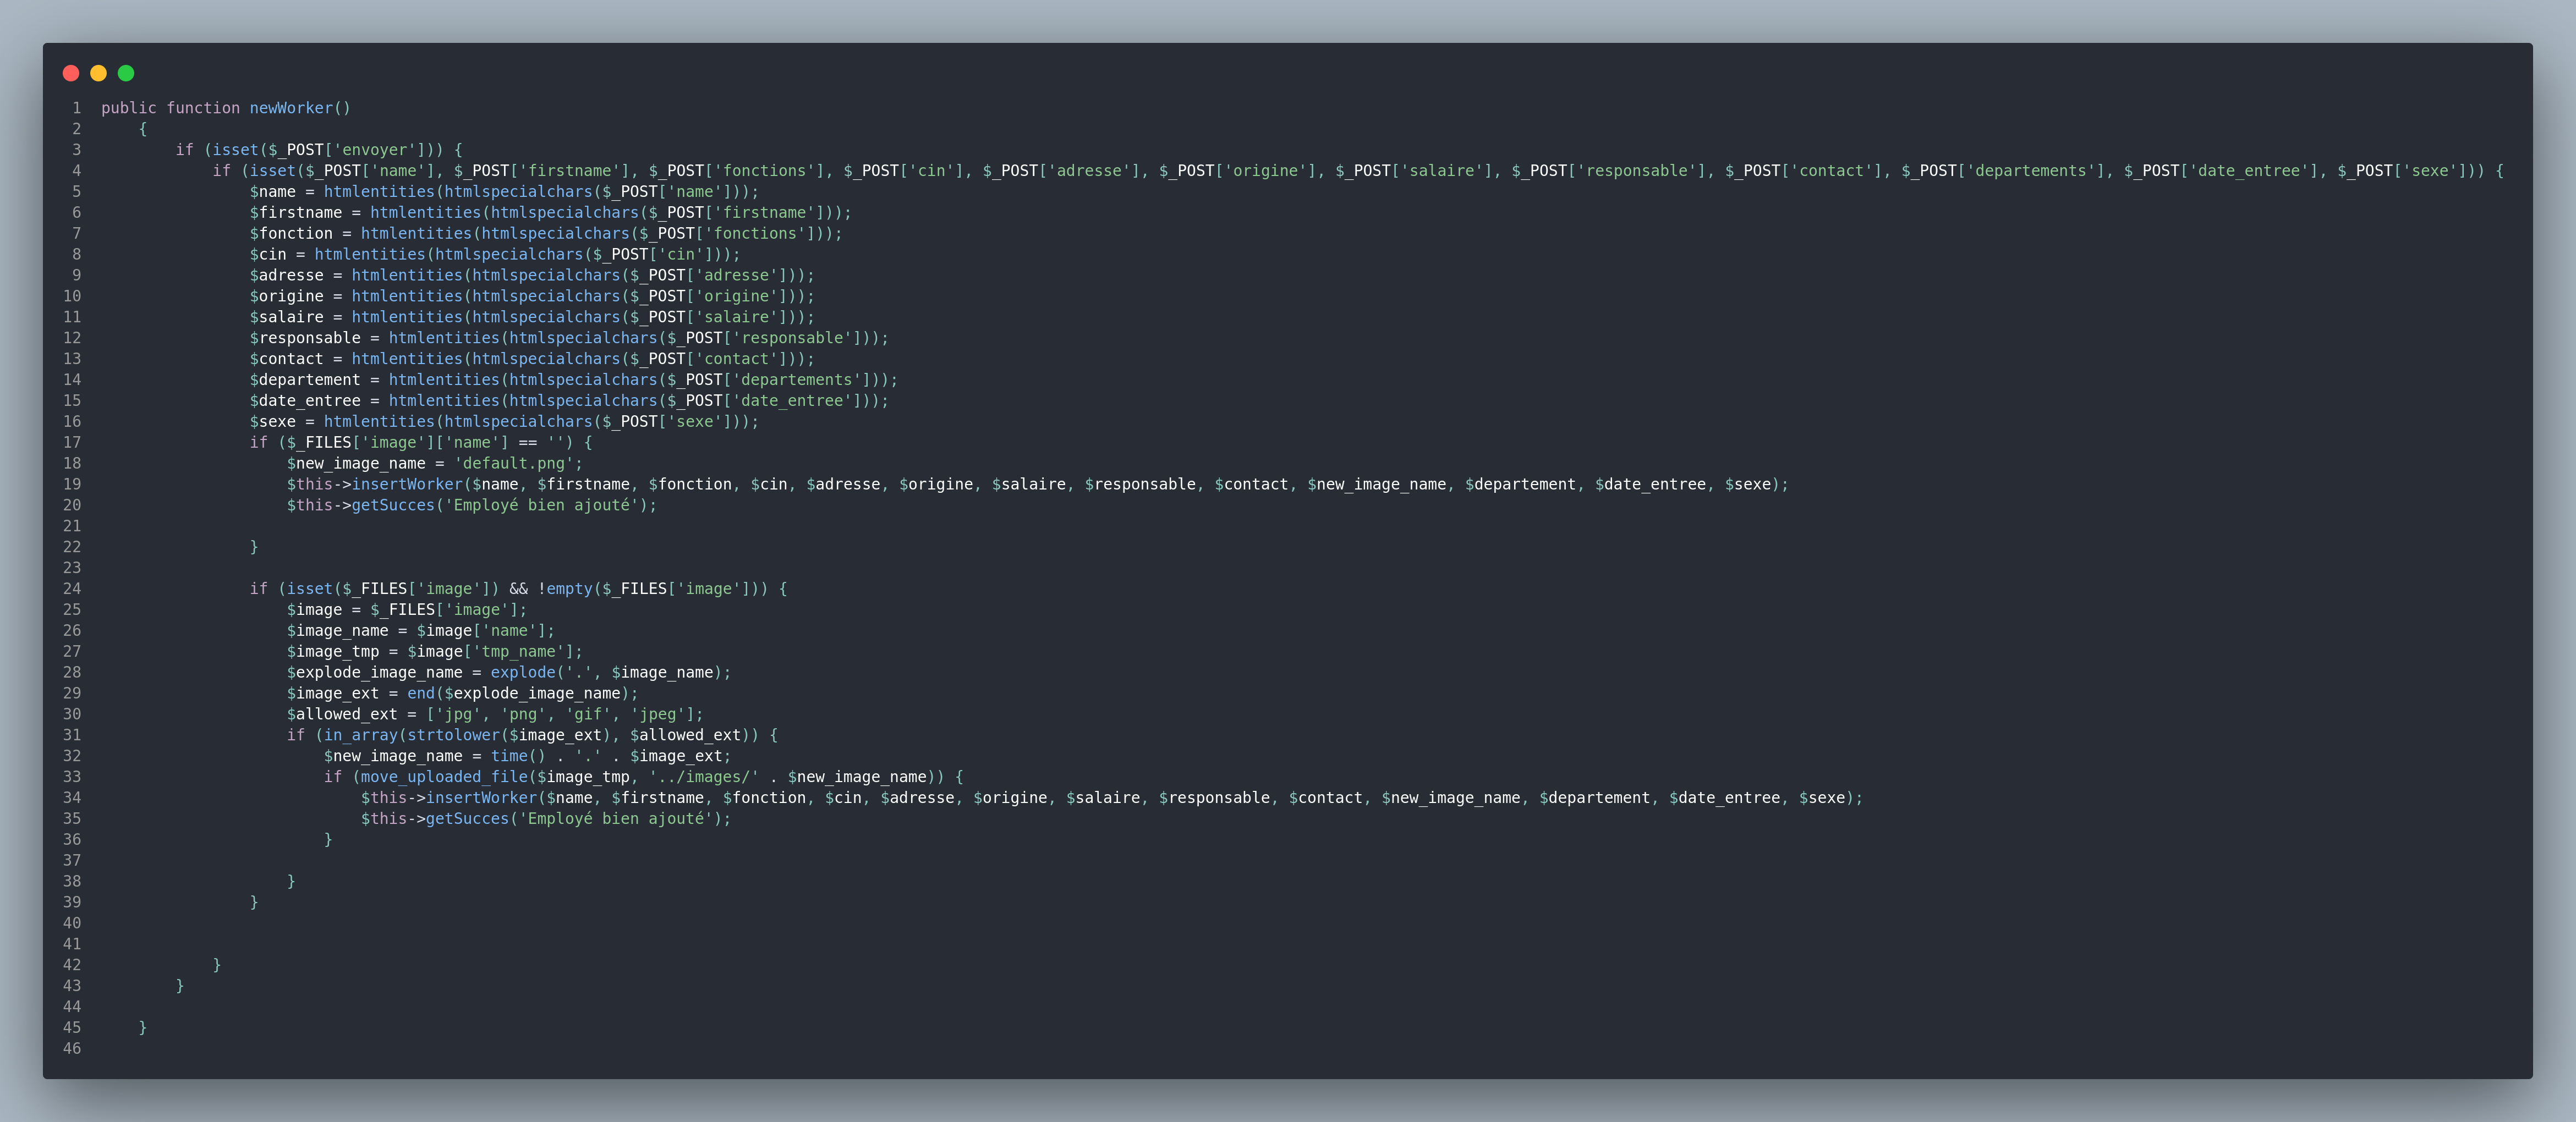 1 public function newWorker()
2     {
3         if (isset($_POST['envoyer'])) {
4             if (isset($_POST['name'], $_POST['firstname'], $_POST['fonctions'], $_POST['cin'], $_POST['adresse'], $_POST['origine'], $_POST['salaire'], $_POST['responsable'], $_POST['contact'], $_POST['departements'], $_POST['date_entree'], $_POST['sexe'])) {
5                 $name = htmlentities(htmlspecialchars($_POST['name']));
6                 $firstname = htmlentities(htmlspecialchars($_POST['firstname']));
7                 $fonction = htmlentities(htmlspecialchars($_POST['fonctions']));
8                 $cin = htmlentities(htmlspecialchars($_POST['cin']));
9                 $adresse = htmlentities(htmlspecialchars($_POST['adresse']));
10                 $origine = htmlentities(htmlspecialchars($_POST['origine']));
11                 $salaire = htmlentities(htmlspecialchars($_POST['salaire']));
12                 $responsable = htmlentities(htmlspecialchars($_POST['responsable']));
13                 $contact = htmlentities(htmlspecialchars($_POST['contact']));
14                 $departement = htmlentities(htmlspecialchars($_POST['departements']));
15                 $date_entree = htmlentities(htmlspecialchars($_POST['date_entree']));
16                 $sexe = htmlentities(htmlspecialchars($_POST['sexe']));
17                 if ($_FILES['image']['name'] == '') {
18                     $new_image_name = 'default.png';
19                     $this->insertWorker($name, $firstname, $fonction, $cin, $adresse, $origine, $salaire, $responsable, $contact, $new_image_name, $departement, $date_entree, $sexe);
20                     $this->getSucces('Employé bien ajouté');
21
22                 }
23
24                 if (isset($_FILES['image']) && !empty($_FILES['image'])) {
25                     $image = $_FILES['image'];
26                     $image_name = $image['name'];
27                     $image_tmp = $image['tmp_name'];
28                     $explode_image_name = explode('.', $image_name);
29                     $image_ext = end($explode_image_name);
30                     $allowed_ext = ['jpg', 'png', 'gif', 'jpeg'];
31                     if (in_array(strtolower($image_ext), $allowed_ext)) {
32                         $new_image_name = time() . '.' . $image_ext;
33                         if (move_uploaded_file($image_tmp, '../images/' . $new_image_name)) {
34                             $this->insertWorker($name, $firstname, $fonction, $cin, $adresse, $origine, $salaire, $responsable, $contact, $new_image_name, $departement, $date_entree, $sexe);
35                             $this->getSucces('Employé bien ajouté');
36                         }
37
38                     }
39                 }
40
41
42             }
43         }
44
45     }
46